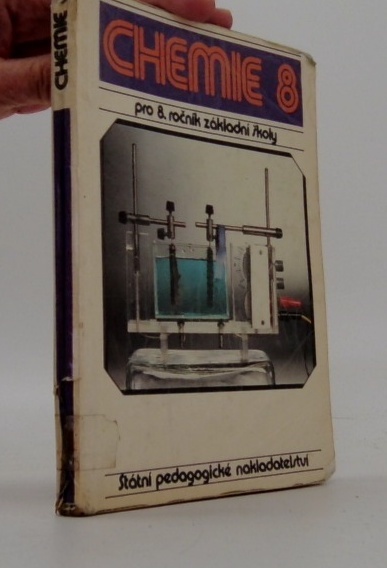 CHEMIE 8
CHEMIE 8
pro 8. ročník základní školy
Státní pedagogické nakladatelství